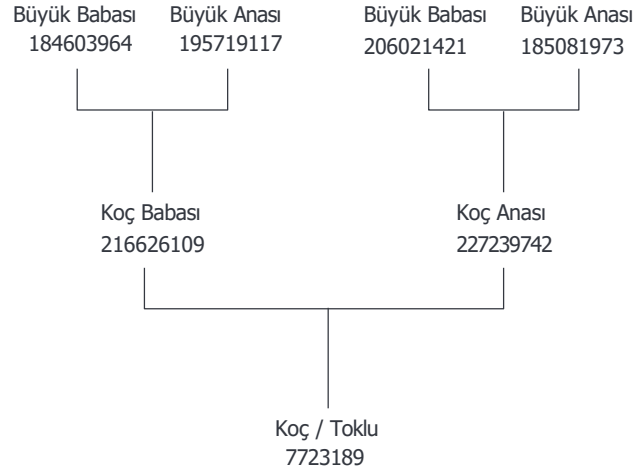 Büyük Babası Büyük Anası Büyük Babası Büyük Anası
184603964 195719117 206021421 185081973
Koç Babası Koç Anası
216626109 227239742
Koç / Toklu
7723189